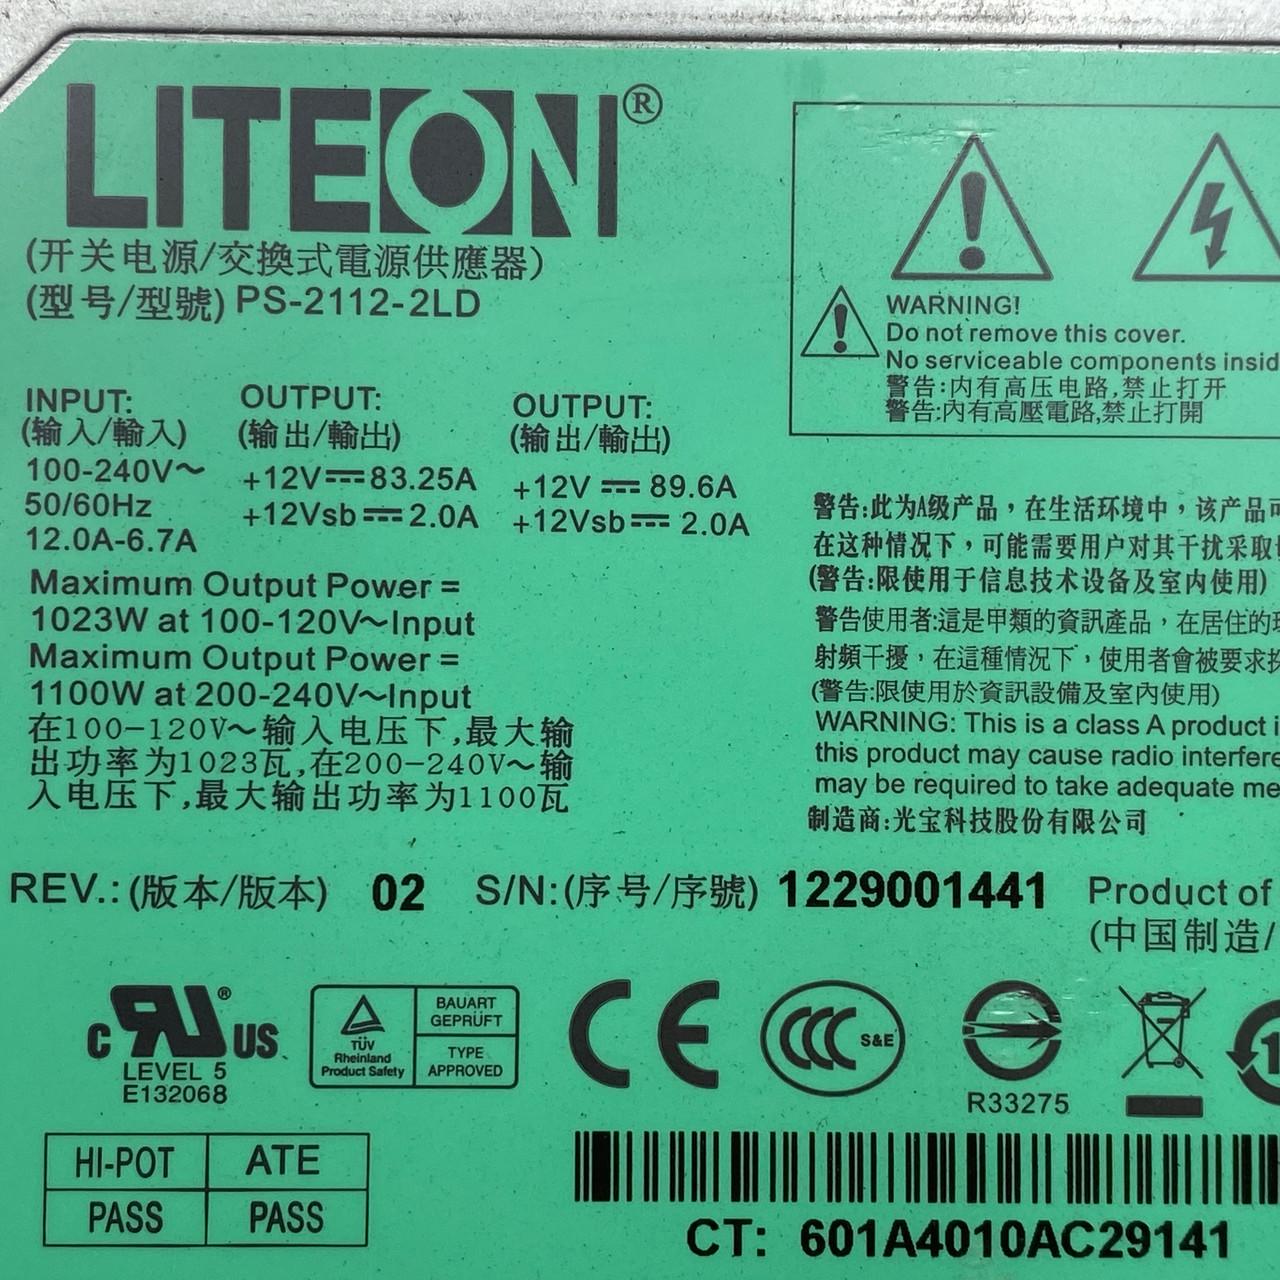 LITEON®
(开关电源/交換式電源供應器)
(型号/型號) PS-2112-2LD
WARNING!
Do not remove this cover.
No serviceable components insid
警告:内有高压电路,禁止打开
警告:內有高壓電路,禁止打開
INPUT:
(输入/輸入)
100-240V~
50/60Hz
12.0A-6.7A
OUTPUT:
(输出/輸出)
+12V⎓83.25A
+12Vsb⎓2.0A
OUTPUT:
(输出/輸出)
+12V ⎓ 89.6A
+12Vsb⎓ 2.0A
Maximum Output Power =
1023W at 100-120V~Input
Maximum Output Power =
1100W at 200-240V~Input
在100-120V~输入电压下,最大输
出功率为1023瓦,在200-240V~输
入电压下,最大输出功率为1100瓦
警告:此为A级产品，在生活环境中，该产品可
在这种情况下，可能需要用户对其干扰采取
(警告:限使用于信息技术设备及室内使用)
警告使用者:這是甲類的資訊產品，在居住的
射頻干擾，在這種情況下，使用者會被要求
(警告:限使用於資訊設備及室內使用)
WARNING: This is a class A product i
this product may cause radio interfere
may be required to take adequate me
制造商:光宝科技股份有限公司
REV.:(版本/版本) 02 S/N:(序号/序號) 1229001441 Product of
(中国制造/
c RU® US
LEVEL 5
E132068
TÜV
Rheinland
Product Safety
BAUART
GEPRÜFT
TYPE
APPROVED
CE
CCC S&E
R33275
1
HI-POT ATE
PASS PASS
CT: 601A4010AC29141